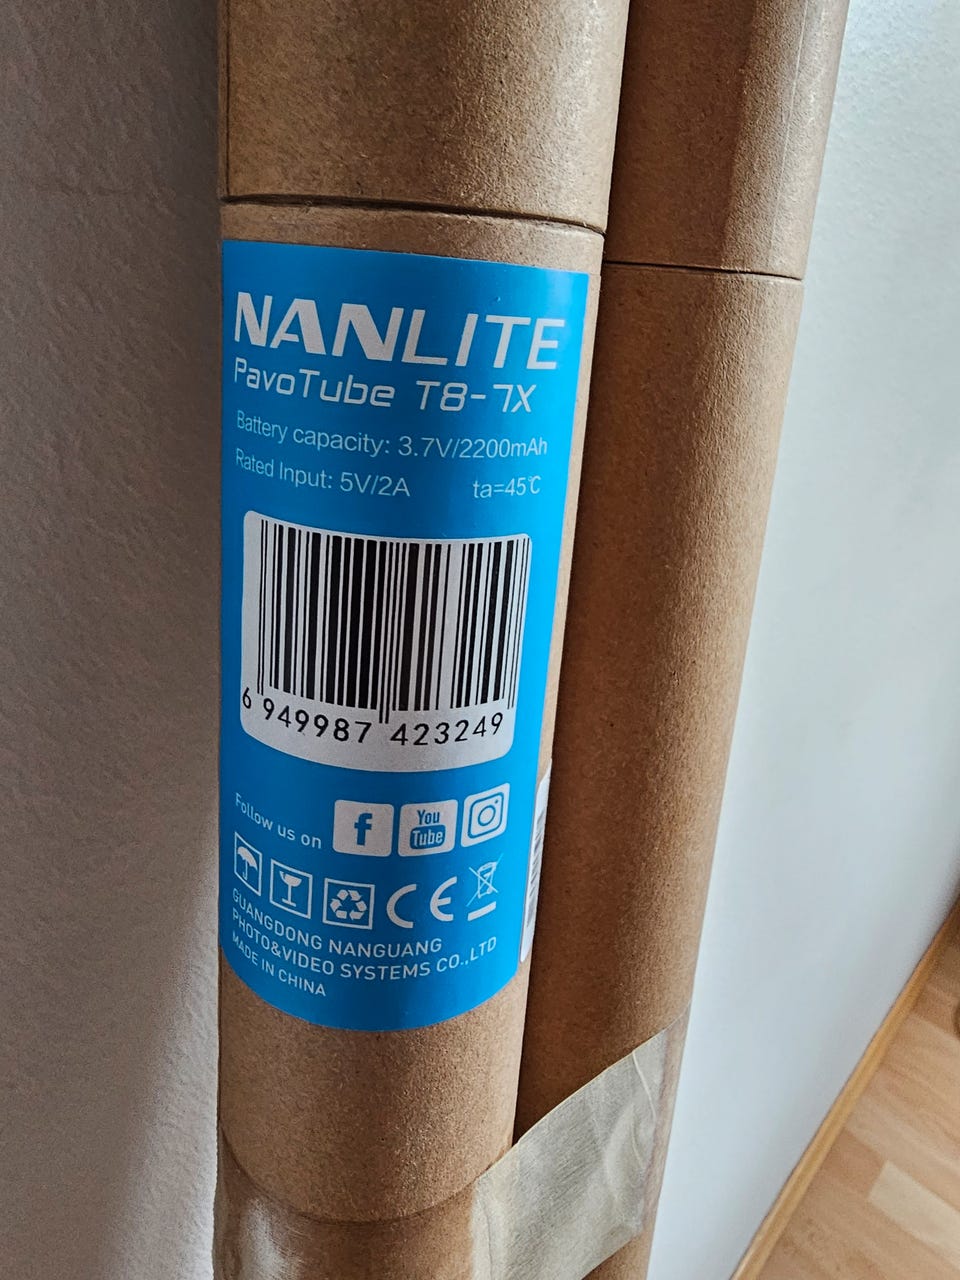 NANLITE
PavoTube T8-7X
Battery capacity: 3.7V/2200mAh
Rated Input: 5V/2A ta=45℃
6 949987 423249
Follow us on f You Tube
CE
GUANGDONG NANGUANG
PHOTO&VIDEO SYSTEMS CO.,LTD
MADE IN CHINA